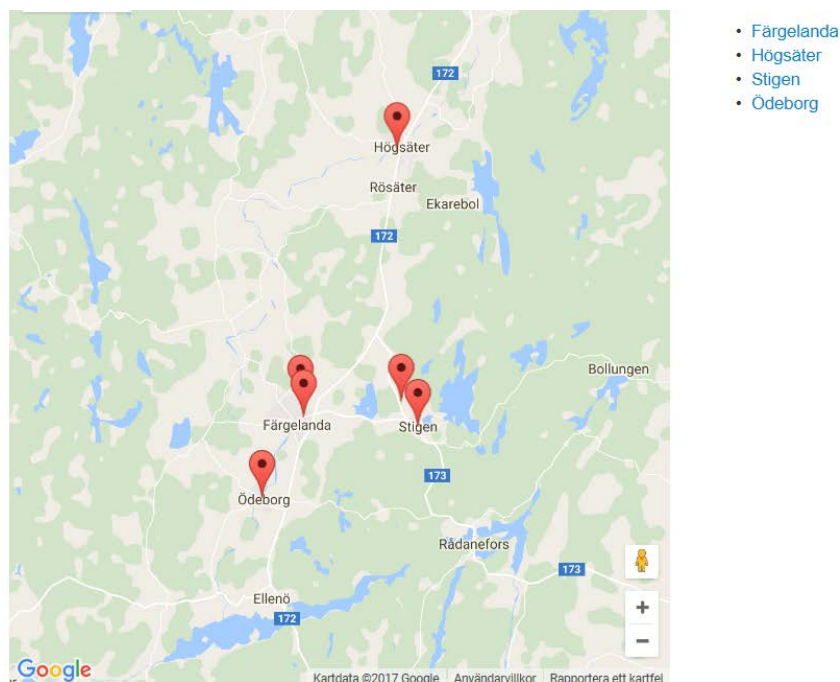 172
Högsäter
Rösäter
Ekarebol
172
Bollungen
Färgelanda
Stigen
173
Ödeborg
Rådanefors
173
Ellenö
172
Google
Kartdata ©2017 Google
Användarvillkor
Rapportera ett kartfel
• Färgelanda
• Högsäter
• Stigen
• Ödeborg